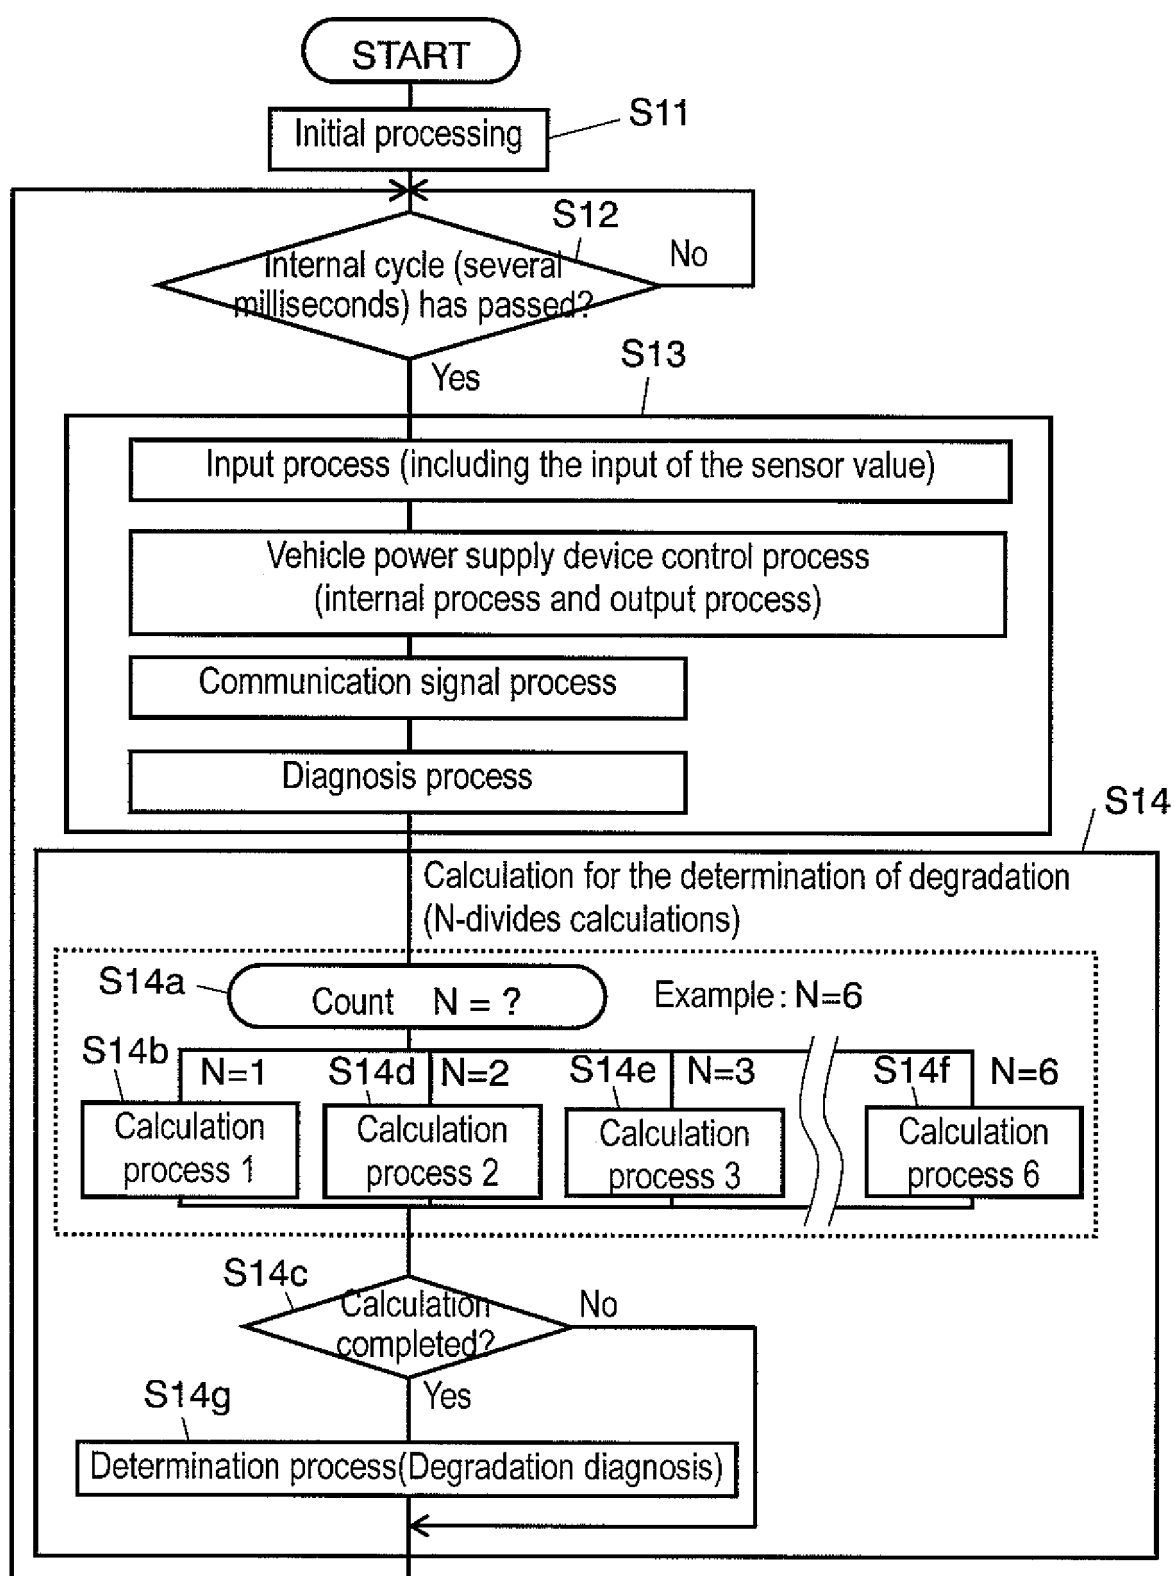 START
Initial processing
S11
S12
Internal cycle (several
milliseconds) has passed?
No
Yes
S13
Input process (including the input of the sensor value)
Vehicle power supply device control process
(internal process and output process)
Communication signal process
Diagnosis process
S14
Calculation for the determination of degradation
(N-divides calculations)
S14a
Count N = ?
Example: N=6
S14b N=1 S14d N=2 S14e N=3 S14f N=6
Calculation
process 1
Calculation
process 2
Calculation
process 3
Calculation
process 6
S14c
Calculation
completed?
No
Yes
S14g
Determination process(Degradation diagnosis)